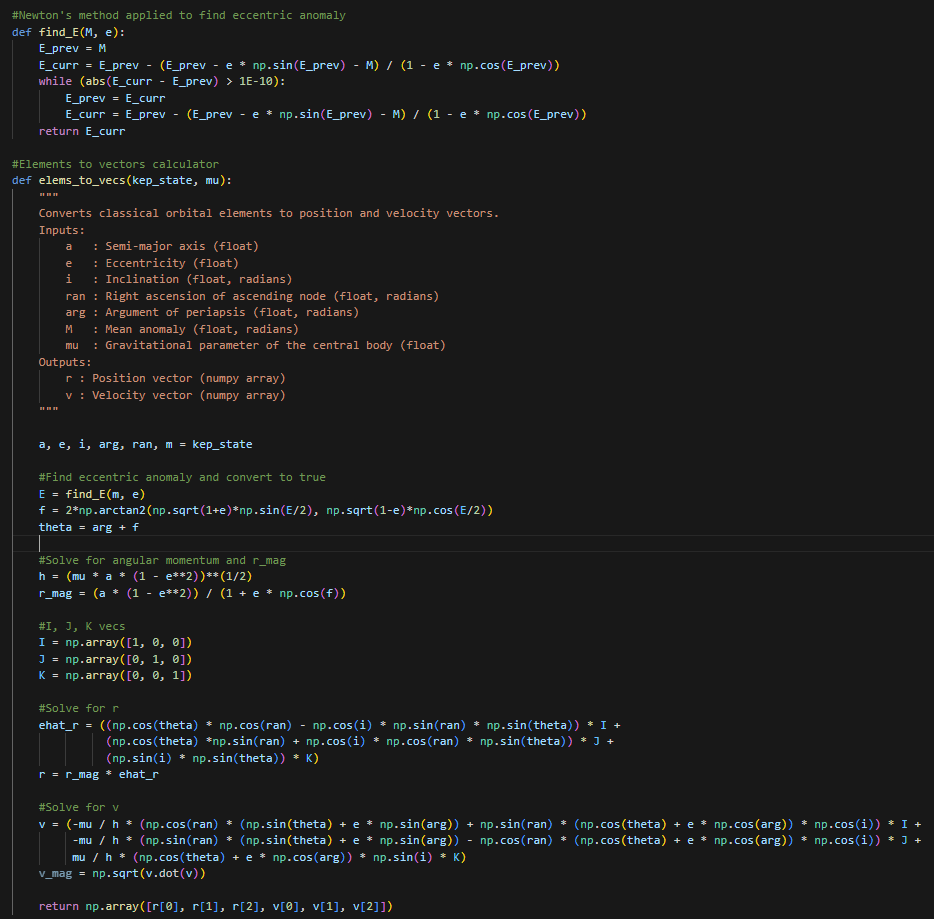 #Newton's method applied to find eccentric anomaly
def find_E(M, e):
    E_prev = M
    E_curr = E_prev - (E_prev - e * np.sin(E_prev) - M) / (1 - e * np.cos(E_prev))
    while (abs(E_curr - E_prev) > 1E-10):
        E_prev = E_curr
        E_curr = E_prev - (E_prev - e * np.sin(E_prev) - M) / (1 - e * np.cos(E_prev))
    return E_curr

#Elements to vectors calculator
def elems_to_vecs(kep_state, mu):
    """
    Converts classical orbital elements to position and velocity vectors.
    Inputs:
        a   : Semi-major axis (float)
        e   : Eccentricity (float)
        i   : Inclination (float, radians)
        ran : Right ascension of ascending node (float, radians)
        arg : Argument of periapsis (float, radians)
        M   : Mean anomaly (float, radians)
        mu  : Gravitational parameter of the central body (float)
    Outputs:
        r : Position vector (numpy array)
        v : Velocity vector (numpy array)
    """

    a, e, i, arg, ran, m = kep_state

    #Find eccentric anomaly and convert to true
    E = find_E(m, e)
    f = 2*np.arctan2(np.sqrt(1+e)*np.sin(E/2), np.sqrt(1-e)*np.cos(E/2))
    theta = arg + f

    #Solve for angular momentum and r_mag
    h = (mu * a * (1 - e**2))**(1/2)
    r_mag = (a * (1 - e**2)) / (1 + e * np.cos(f))

    #I, J, K vecs
    I = np.array([1, 0, 0])
    J = np.array([0, 1, 0])
    K = np.array([0, 0, 1])

    #Solve for r
    ehat_r = ((np.cos(theta) * np.cos(ran) - np.cos(i) * np.sin(ran) * np.sin(theta)) * I +
              (np.cos(theta) *np.sin(ran) + np.cos(i) * np.cos(ran) * np.sin(theta)) * J +
              (np.sin(i) * np.sin(theta)) * K)
    r = r_mag * ehat_r

    #Solve for v
    v = (-mu / h * (np.cos(ran) * (np.sin(theta) + e * np.sin(arg)) + np.sin(ran) * (np.cos(theta) + e * np.cos(arg)) * np.cos(i)) * I +
         -mu / h * (np.sin(ran) * (np.sin(theta) + e * np.sin(arg)) - np.cos(ran) * (np.cos(theta) + e * np.cos(arg)) * np.cos(i)) * J +
         mu / h * (np.cos(theta) + e * np.cos(arg)) * np.sin(i) * K)
    v_mag = np.sqrt(v.dot(v))

    return np.array([r[0], r[1], r[2], v[0], v[1], v[2]])